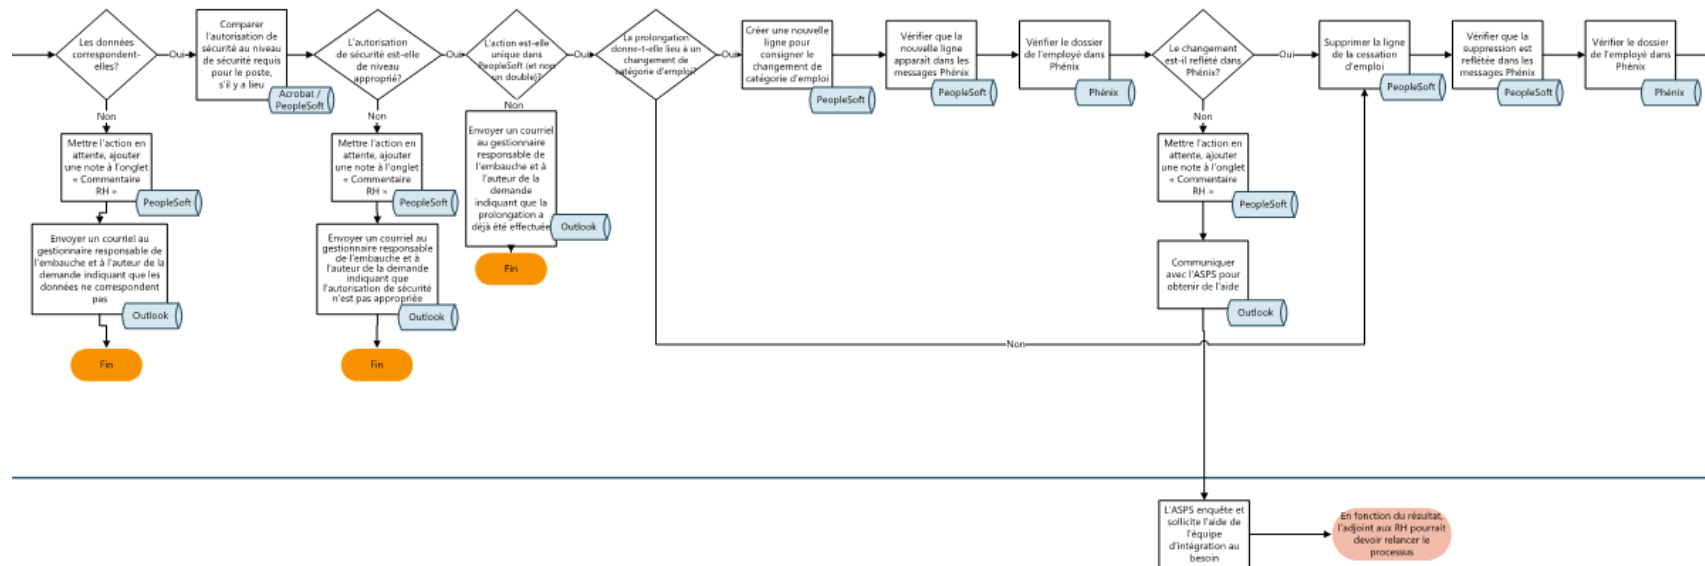 Les données
correspondent-
elles?
Oui
Non
Mettre l'action en
attente, ajouter
une note à l'onglet
« Commentaire
RH »
PeopleSoft
Envoyer un courriel au
gestionnaire responsable de
l'embauche et à l'auteur de la
demande indiquant que les
données ne correspondent
pas
Outlook
Fin
Comparer
l'autorisation de
sécurité au niveau
de sécurité requis
pour le poste,
s'il y a lieu
Acrobat /
PeopleSoft
L'autorisation
de sécurité est-elle
de niveau
approprié?
Oui
Non
Mettre l'action en
attente, ajouter
une note à l'onglet
« Commentaire
RH »
PeopleSoft
Envoyer un courriel au
gestionnaire responsable
de l'embauche et à
l'auteur de la demande
indiquant que
l'autorisation de sécurité
n'est pas appropriée
Outlook
Fin
L'action est-elle
unique dans
PeopleSoft (et non
un double)?
Oui
Non
Envoyer un courriel
au gestionnaire
responsable de
l'embauche et à
l'auteur de la
demande
indiquant que la
prolongation a
déjà été effectuée
Outlook
Fin
La prolongation
donne-t-elle lieu à un
changement de
catégorie d'emploi?
Oui
Non
Créer une nouvelle
ligne pour
consigner le
changement de
catégorie d'emploi
PeopleSoft
Vérifier que la
nouvelle ligne
apparaît dans les
messages Phénix
PeopleSoft
Vérifier le dossier
de l'employé dans
Phénix
Phénix
Le changement
est-il reflété dans
Phénix?
Oui
Non
Mettre l'action en
attente, ajouter
une note à l'onglet
« Commentaire
RH »
PeopleSoft
Communiquer
avec l'ASPS pour
obtenir de l'aide
Outlook
Supprimer la ligne
de la cessation
d'emploi
PeopleSoft
Vérifier que la
suppression est
reflétée dans les
messages Phénix
PeopleSoft
Vérifier le dossier
de l'employé dans
Phénix
Phénix
L'ASPS enquête et
sollicite l'aide de
l'équipe
d'intégration au
besoin
En fonction du résultat,
l'adjoint aux RH pourrait
devoir relancer le
processus